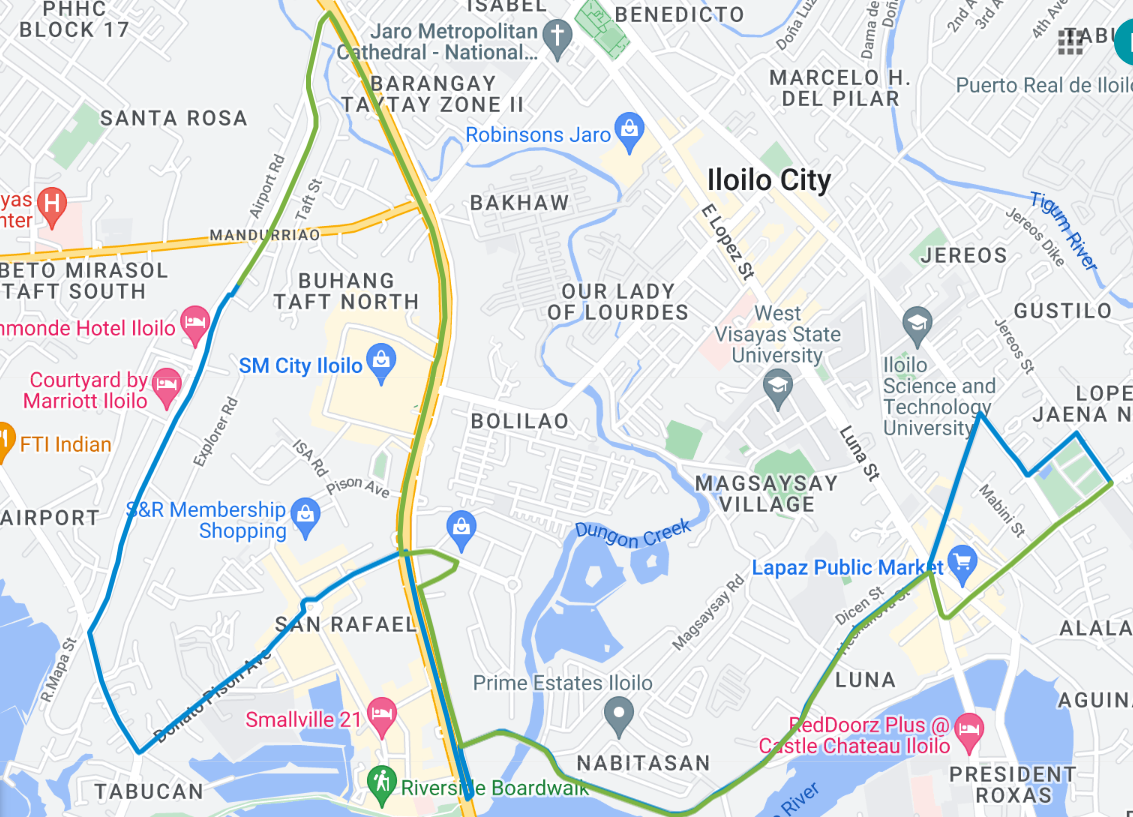 PHHC
BLOCK 17
ISABEL
BENEDICTO
Doña Luz
Dama de
Doña
2nd A
3rd A
4th Ave
TABU
Jaro Metropolitan
Cathedral - National...
BARANGAY
TAYTAY ZONE II
MARCELO H.
DEL PILAR
Puerto Real de Iloilo
SANTA ROSA
Robinsons Jaro
Iloilo City
yas
nter
H
Airport Rd
Taft St
BAKHAW
E Lopez St
Tigum River
Jereos Dike
MANDURRIAO
BETO MIRASOL
TAFT SOUTH
BUHANG
TAFT NORTH
OUR LADY
OF LOURDES
JEREOS
GUSTILO
Jereos St
nmonde Hotel Iloilo
West
Visayas State
University
SM City Iloilo
Courtyard by
Marriott Iloilo
Iloilo
Science and
Technology
University
LOPE
JAENA N
FTI Indian
Explorer Rd
BOLILAO
Luna St
ISA Rd
Pison Ave
MAGSAYSAY
VILLAGE
Mabini St
AIRPORT
S&R Membership
Shopping
Dungon Creek
Lapaz Public Market
Magsaysay Rd
Dicen St
Huervana St
SAN RAFAEL
ALALA
R.Mapa St
Donato Pison Ave
Prime Estates Iloilo
LUNA
AGUIN
Smallville 21
RedDoorz Plus @
Castle Chateau Iloilo
NABITASAN
PRESIDENT
ROXAS
TABUCAN
Riverside Boardwalk
River